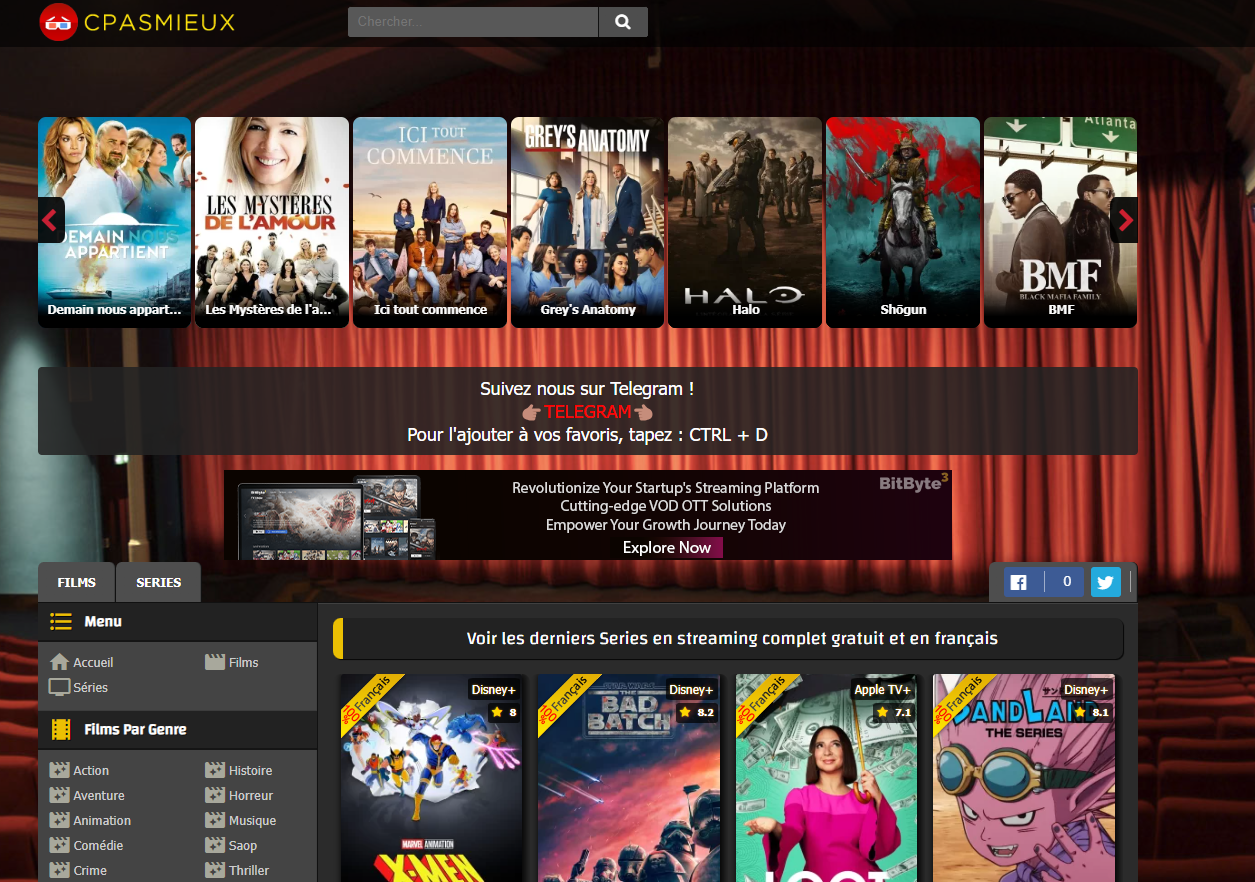 CPASMIEUX
Chercher...
DEMAIN NOUS
APPARTIENT
Demain nous appart...
LES MYSTÈRES
DE L'AMOUR
Les Mystères de l'a...
ICI TOUT
COMMENCE
Ici tout commence
GREY'S ANATOMY
Grey's Anatomy
HALO
Halo
Shōgun
Atlanta
BMF
BLACK MAFIA FAMILY
BMF
Suivez nous sur Telegram !
👉🏽TELEGRAM👈🏽
Pour l'ajouter à vos favoris, tapez : CTRL + D
Revolutionize Your Startup's Streaming Platform
Cutting-edge VOD OTT Solutions
Empower Your Growth Journey Today
Explore Now
BitByte3
FILMS
SERIES
0
Menu
Accueil
Films
Séries
Films Par Genre
Action
Histoire
Aventure
Horreur
Animation
Musique
Comédie
Saop
Crime
Thriller
Voir les derniers Series en streaming complet gratuit et en français
Français
Disney+
8
MARVEL ANIMATION
X-MEN
Français
Disney+
8.2
STAR WARS
THE
BAD
BATCH
Français
Apple TV+
7.1
LOOT
Français
Disney+
8.1
SANDLAND
THE SERIES